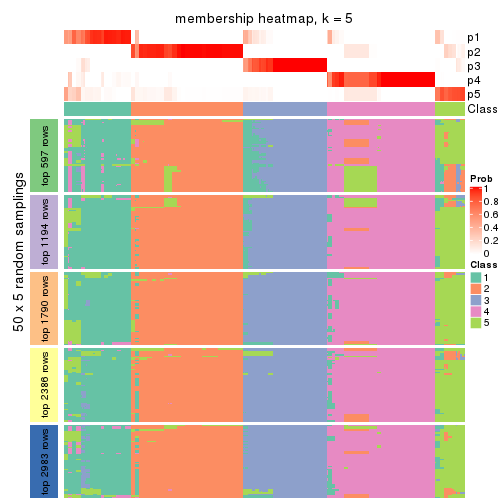 membership heatmap, k = 5
p1
p2
p3
p4
p5
Class
50 x 5 random samplings
top 597 rows
top 1194 rows
top 1790 rows
top 2386 rows
top 2983 rows
Prob
1
0.8
0.6
0.4
0.2
0
Class
1
2
3
4
5